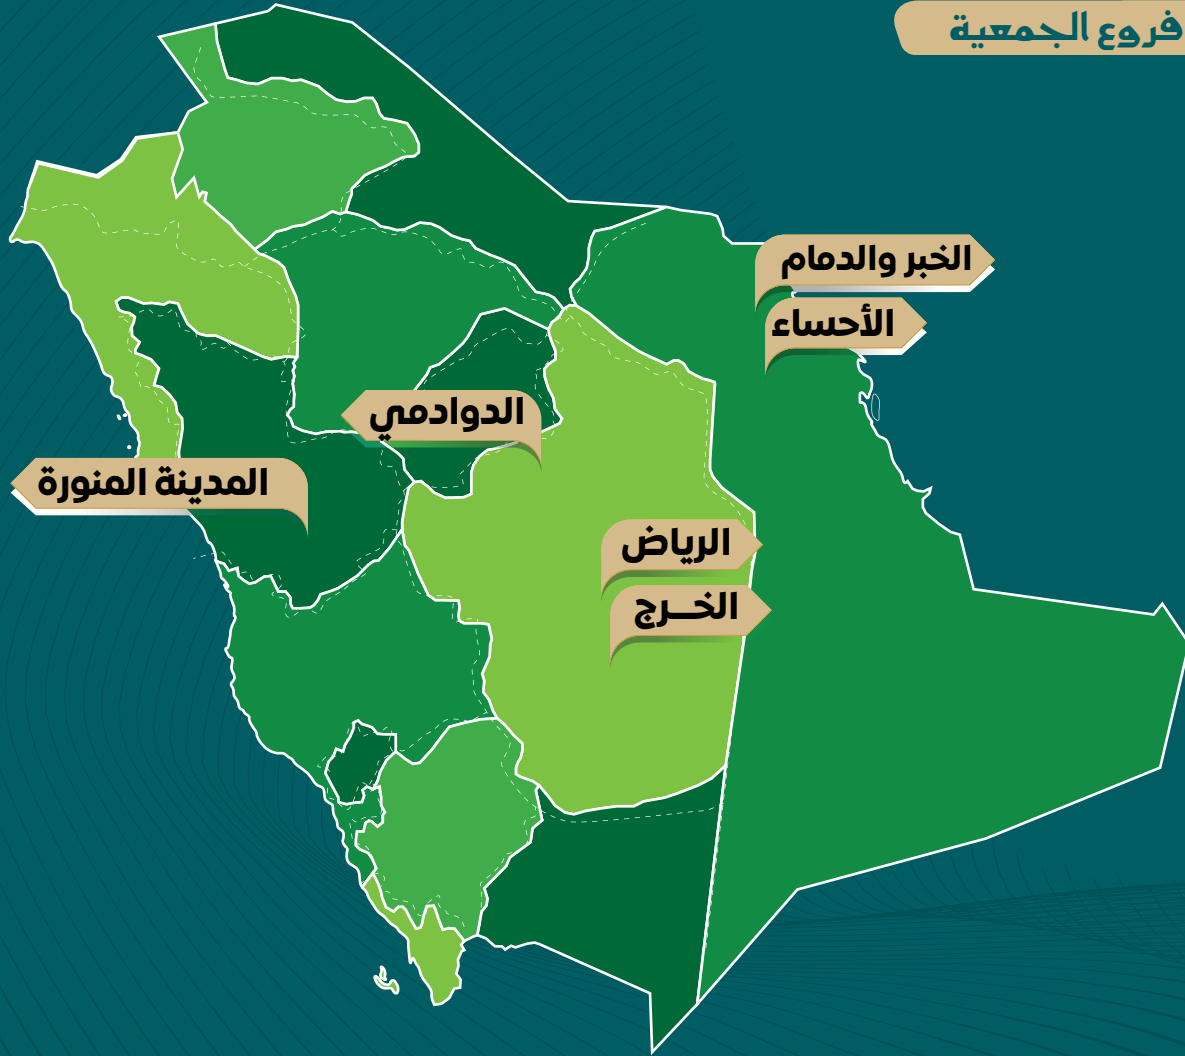 فروع الجمعية
الخبر والدمام
الأحساء
الدوادمي
المدينة المنورة
الرياض
الخــرج